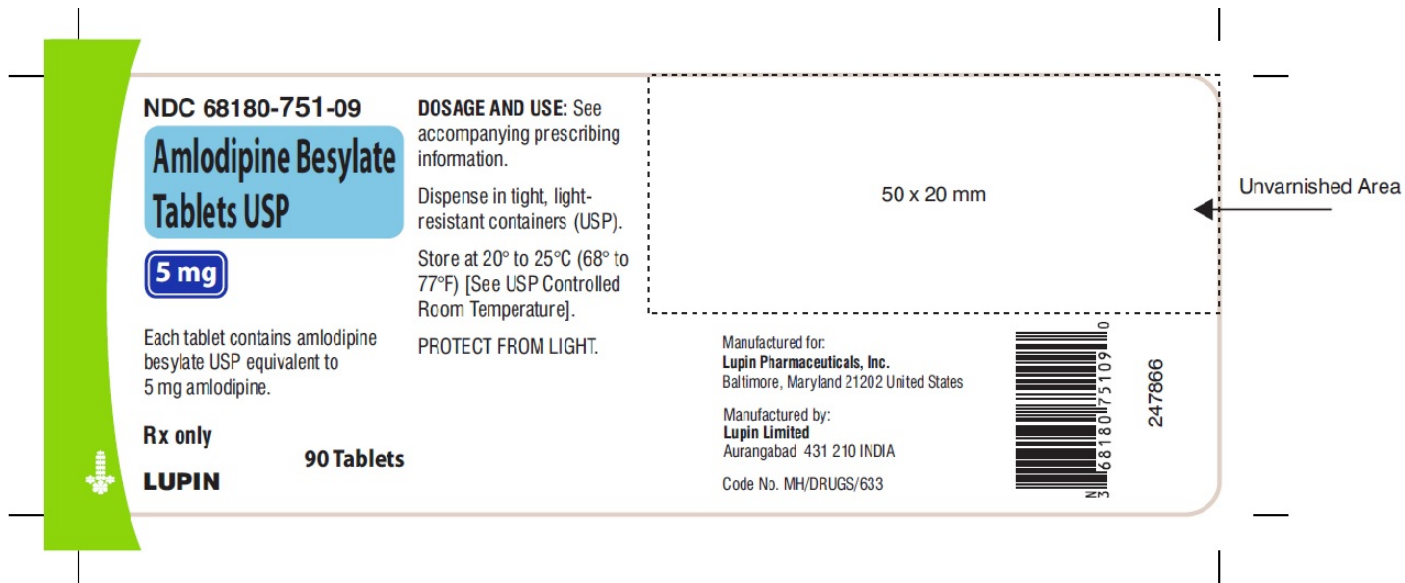 NDC 68180-751-09
Amlodipine Besylate
Tablets USP
5 mg
Each tablet contains amlodipine
besylate USP equivalent to
5 mg amlodipine.
Rx only
90 Tablets
LUPIN
DOSAGE AND USE: See
accompanying prescribing
information.
Dispense in tight, light-
resistant containers (USP).
Store at 20° to 25°C (68° to
77°F) [See USP Controlled
Room Temperature].
PROTECT FROM LIGHT.
50 x 20 mm
Unvarnished Area
Manufactured for:
Lupin Pharmaceuticals, Inc.
Baltimore, Maryland 21202 United States
Manufactured by:
Lupin Limited
Aurangabad 431 210 INDIA
Code No. MH/DRUGS/633
N
3 68180 75109 0
247866